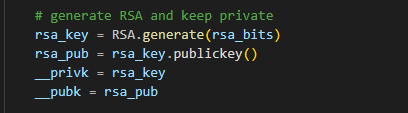 # generate RSA and keep private
rsa_key = RSA.generate(rsa_bits)
rsa_pub = rsa_key.publickey()
__privk = rsa_key
__pubk = rsa_pub